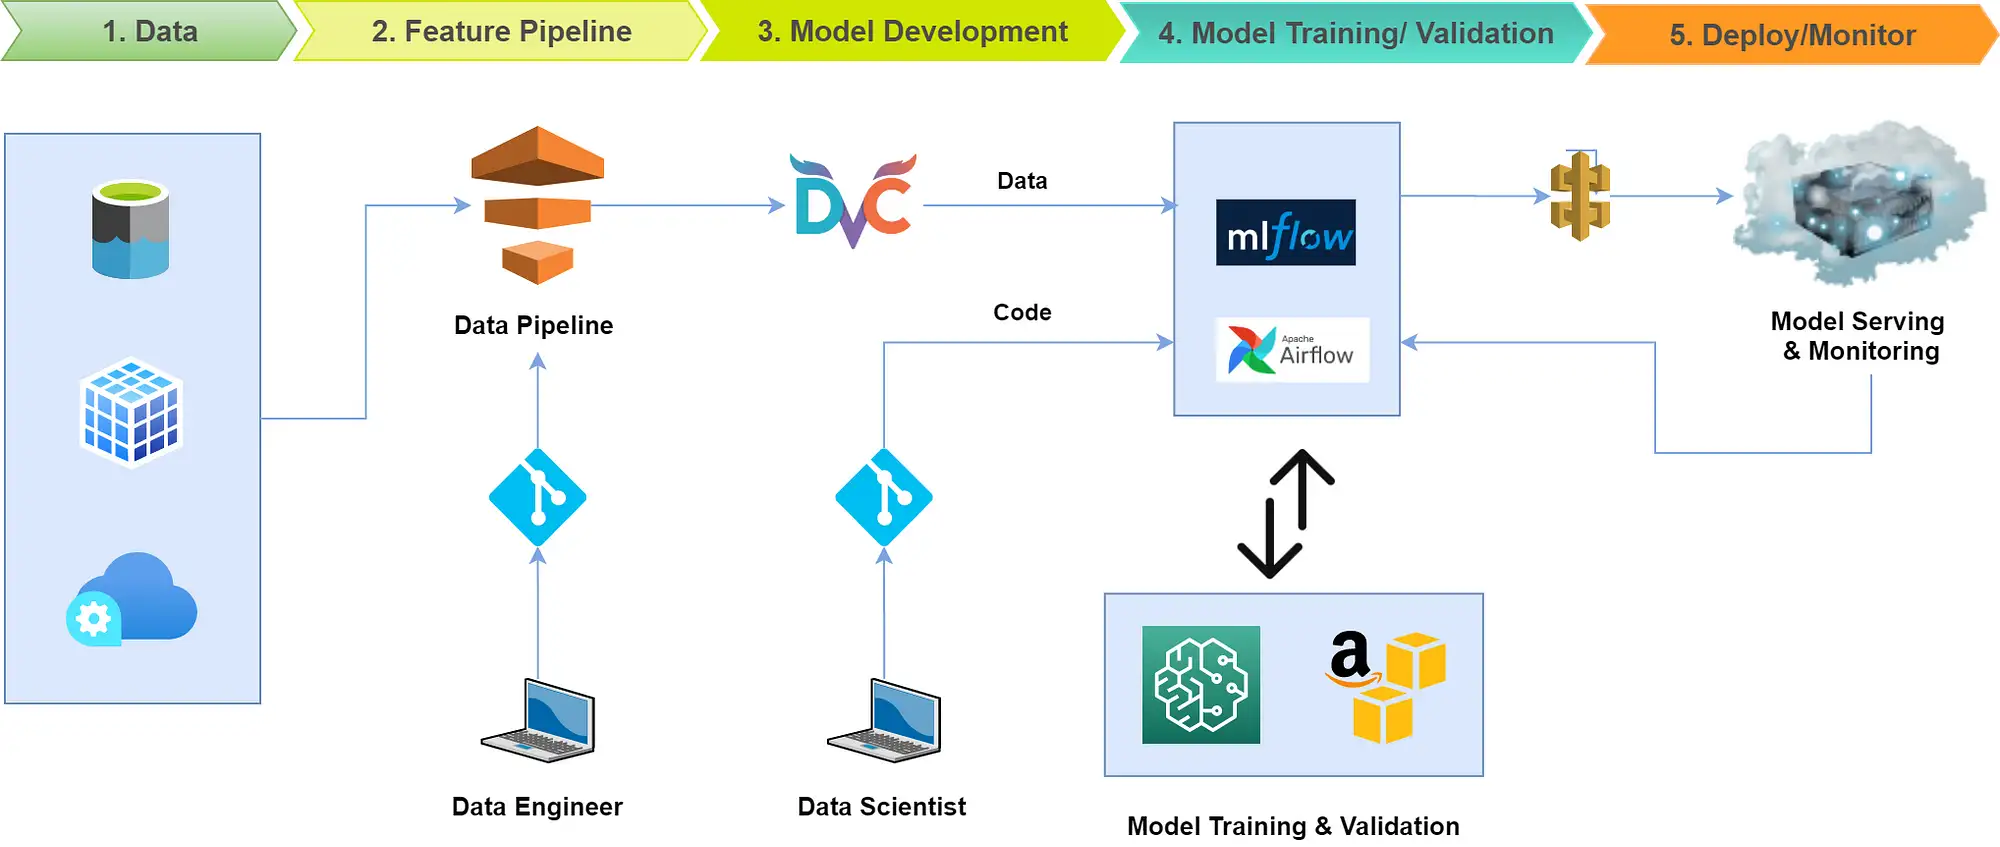 1. Data
2. Feature Pipeline
3. Model Development
4. Model Training/ Validation
5. Deploy/Monitor
DVC
Data
mlflow
Data Pipeline
Code
Apache
Airflow
Model Serving
& Monitoring
a
Data Engineer
Data Scientist
Model Training & Validation